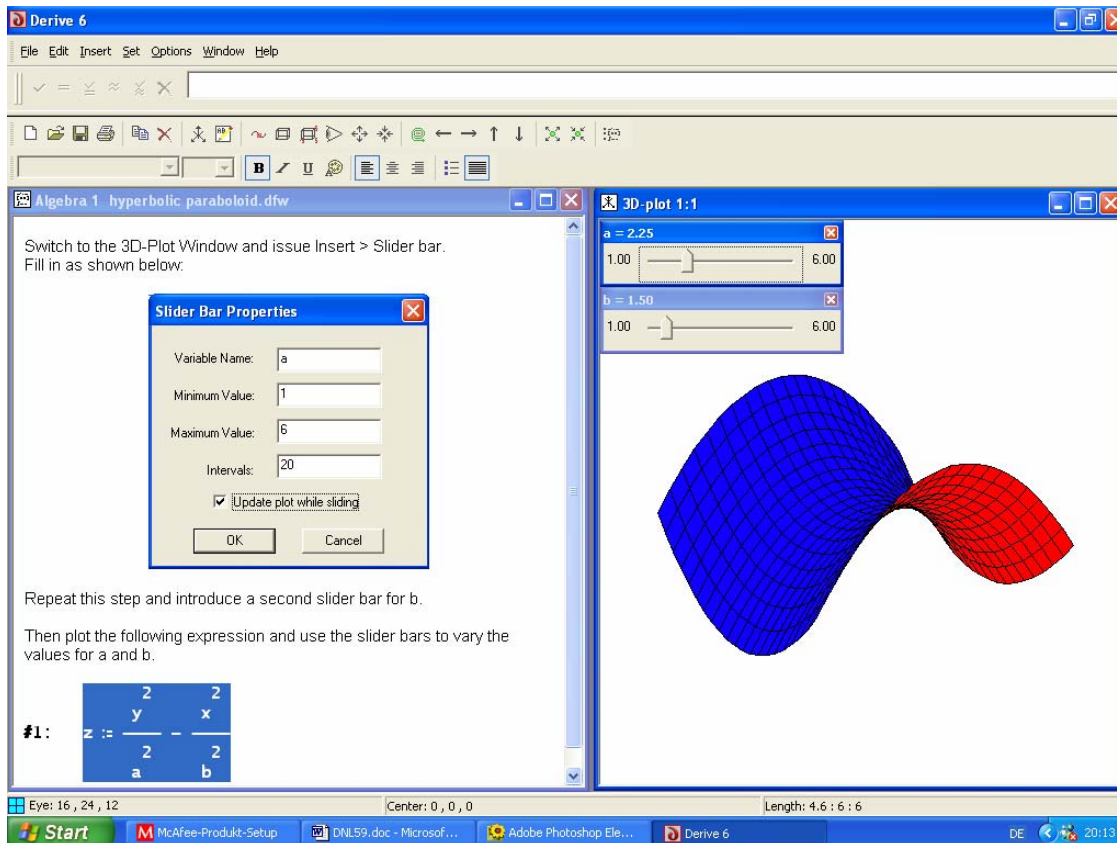 Derive 6
File Edit Insert Set Options Window Help
B I U
Algebra 1 hyperbolic paraboloid.dfw
Switch to the 3D-Plot Window and issue Insert > Slider bar.
Fill in as shown below:
Slider Bar Properties
Variable Name: a
Minimum Value: 1
Maximum Value: 6
Intervals: 20
Update plot while sliding
OK Cancel
Repeat this step and introduce a second slider bar for b.
Then plot the following expression and use the slider bars to vary the
values for a and b.
2 2
y x
#1: z := —— - ——
2 2
a b
3D-plot 1:1
a = 2.25
1.00 6.00
b = 1.50
1.00 6.00
Eye: 16 , 24 , 12 Center: 0 , 0 , 0 Length: 4.6 : 6 : 6
Start McAfee-Produkt-Setup DNL59.doc - Microsof... Adobe Photoshop Ele... Derive 6 DE 20:13